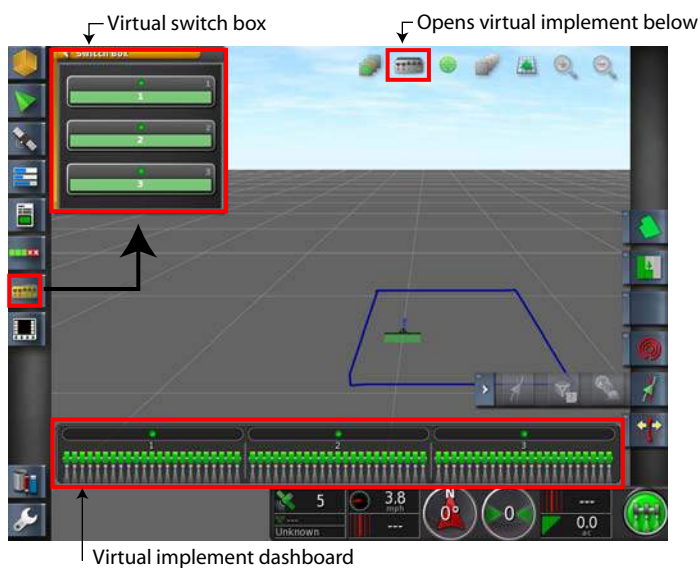 Virtual switch box
Opens virtual implement below
Switch Box
1
1
2
2
3
3
1
2
3
5
3.8
mph
N
0°
0
---
---
Unknown
---
0.0
ac
Virtual implement dashboard